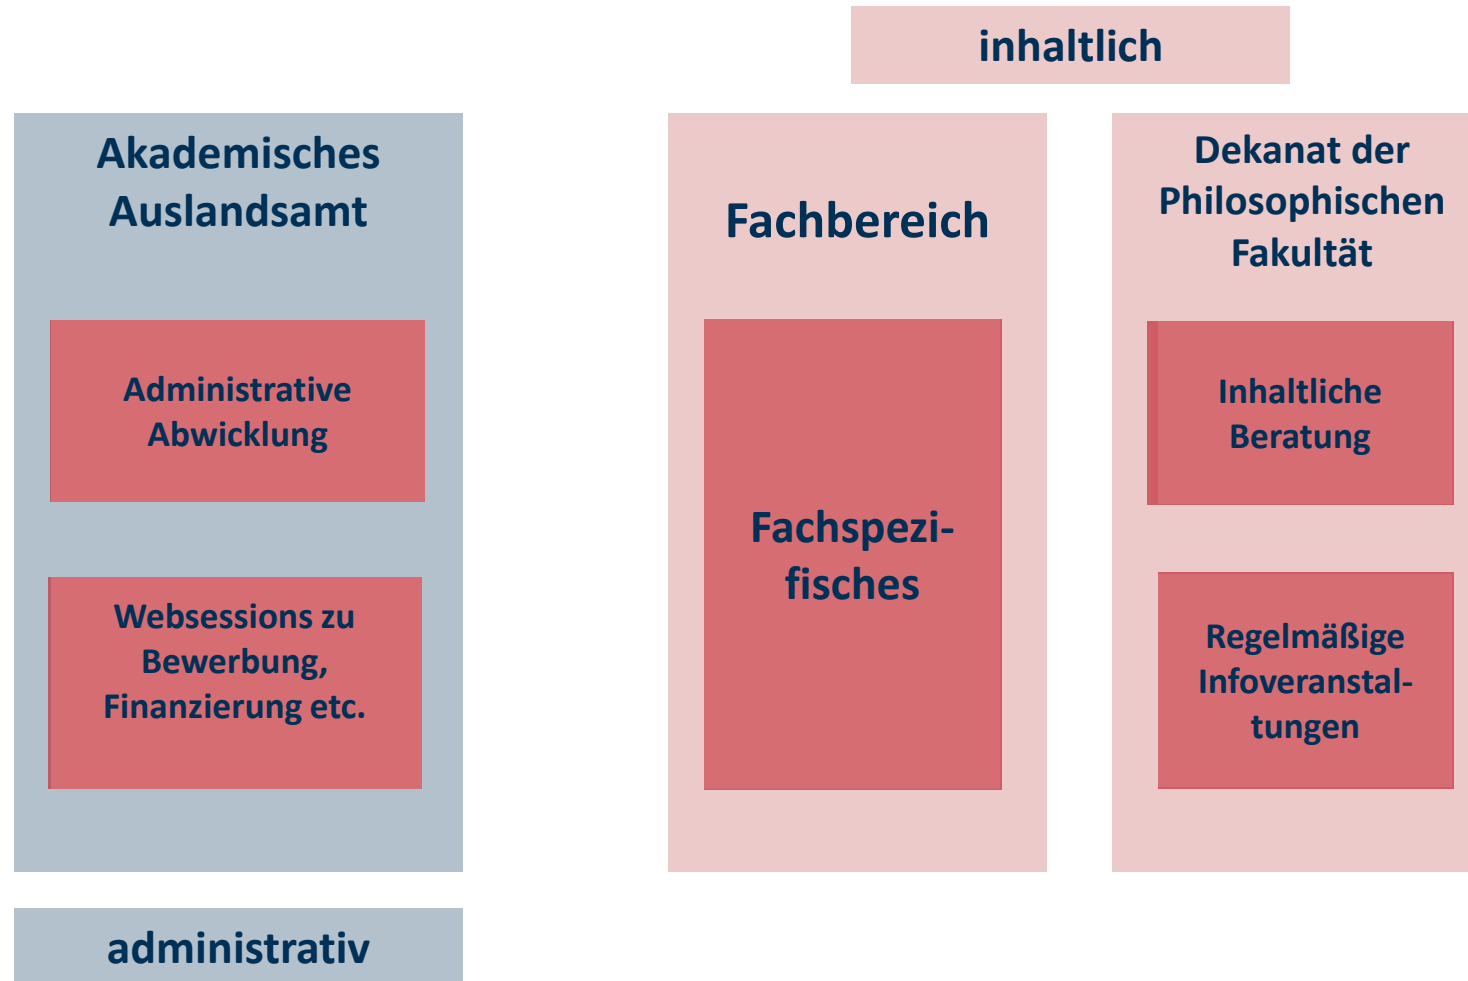 inhaltlich
Akademisches
Auslandsamt
Administrative
Abwicklung
Websessions zu
Bewerbung,
Finanzierung etc.
administrativ
Fachbereich
Fachspezi-
fisches
Dekanat der
Philosophischen
Fakultät
Inhaltliche
Beratung
Regelmäßige
Infoveranstal-
tungen